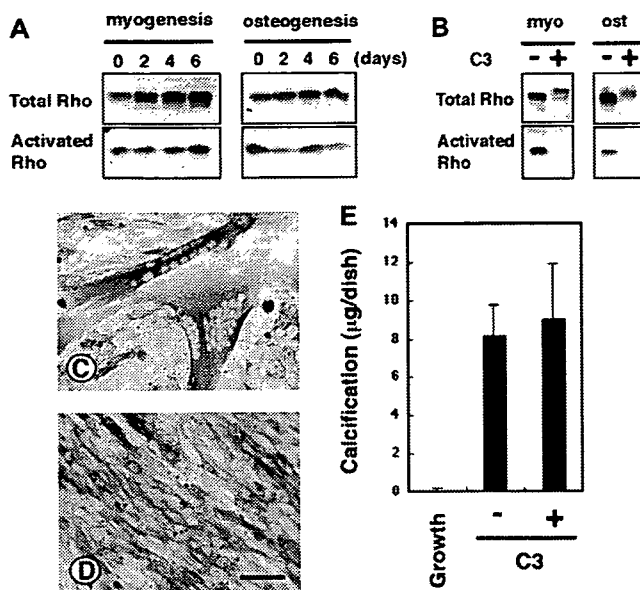 A
myogenesis osteogenesis
0 2 4 6 0 2 4 6 (days)
Total Rho
Activated
Rho
B
myo ost
C3 - + - +
Total Rho
Activated
Rho
C
D
E
Calcification (μg/dish)
14
12
10
8
6
4
2
0
Growth - +
C3